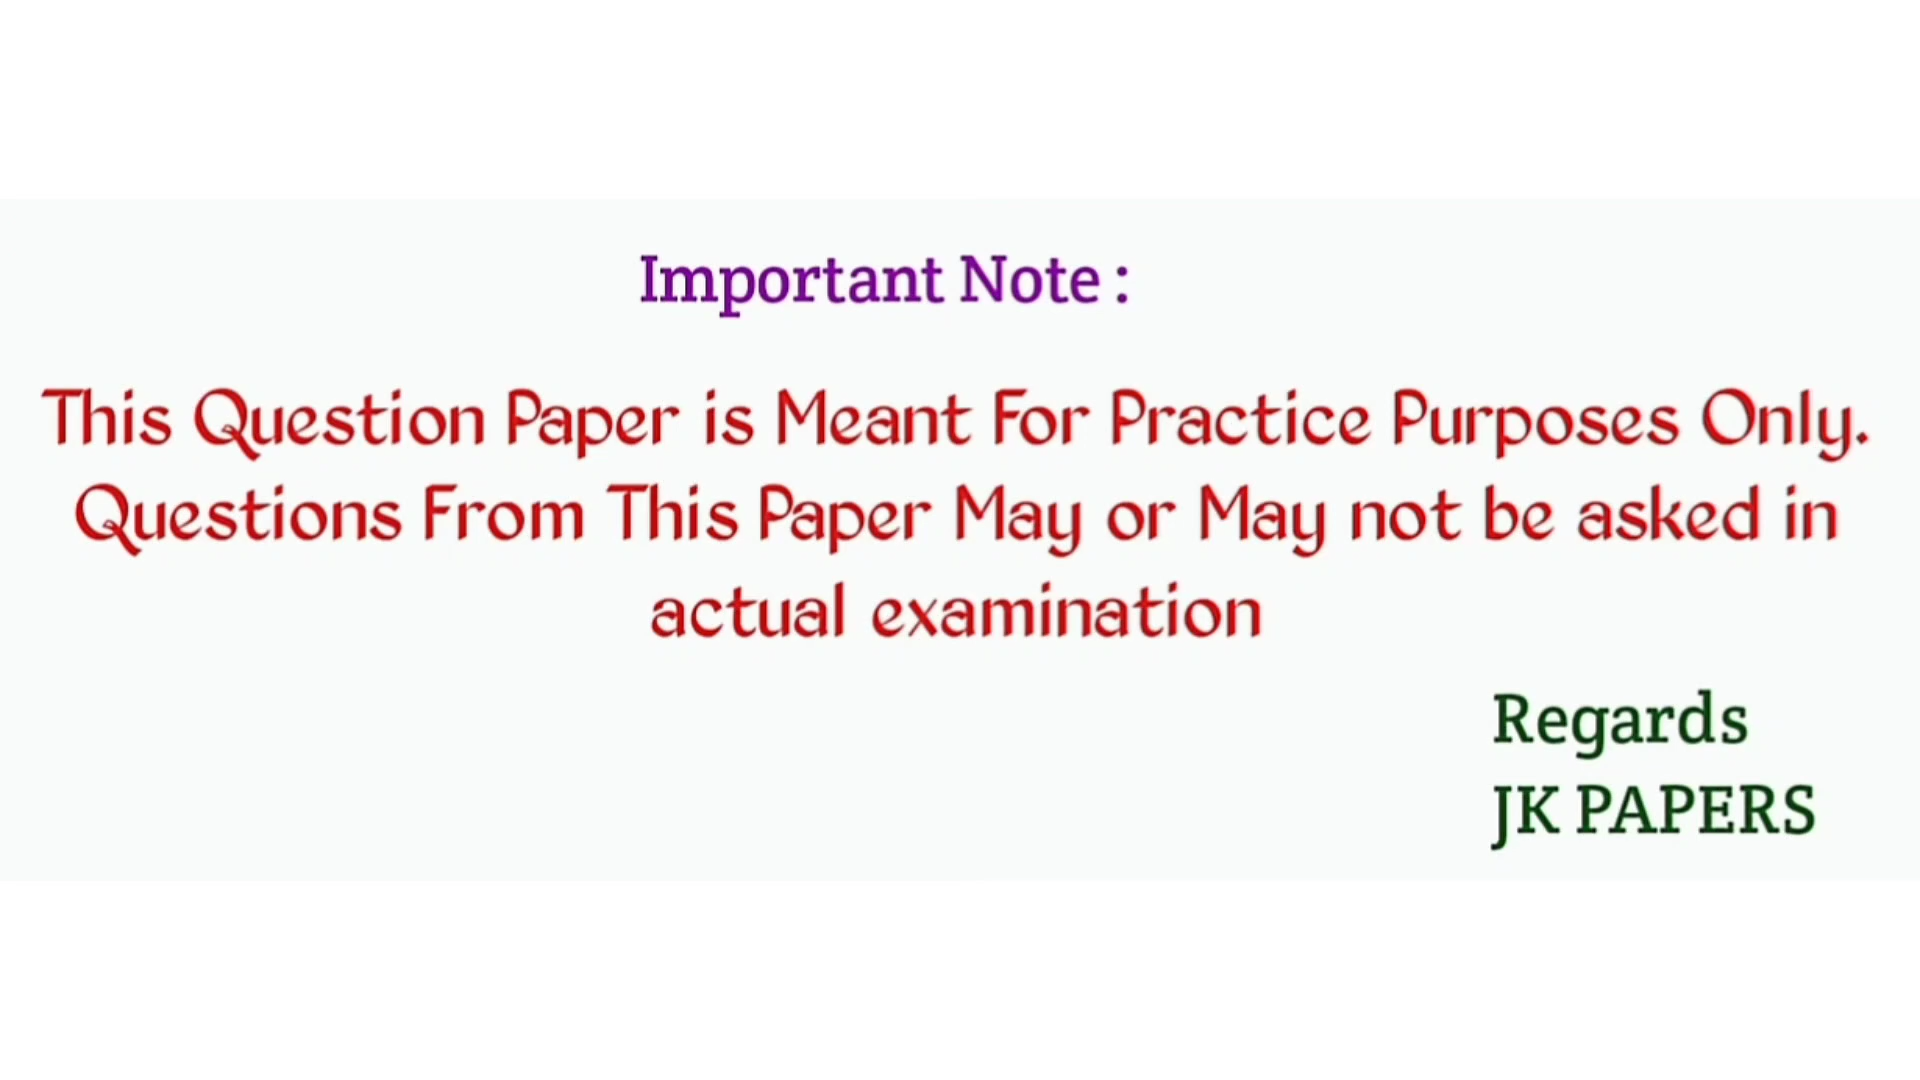 Important Note :
This Question Paper is Meant For Practice Purposes Only.
Questions From This Paper May or May not be asked in
actual examination
Regards
JK PAPERS